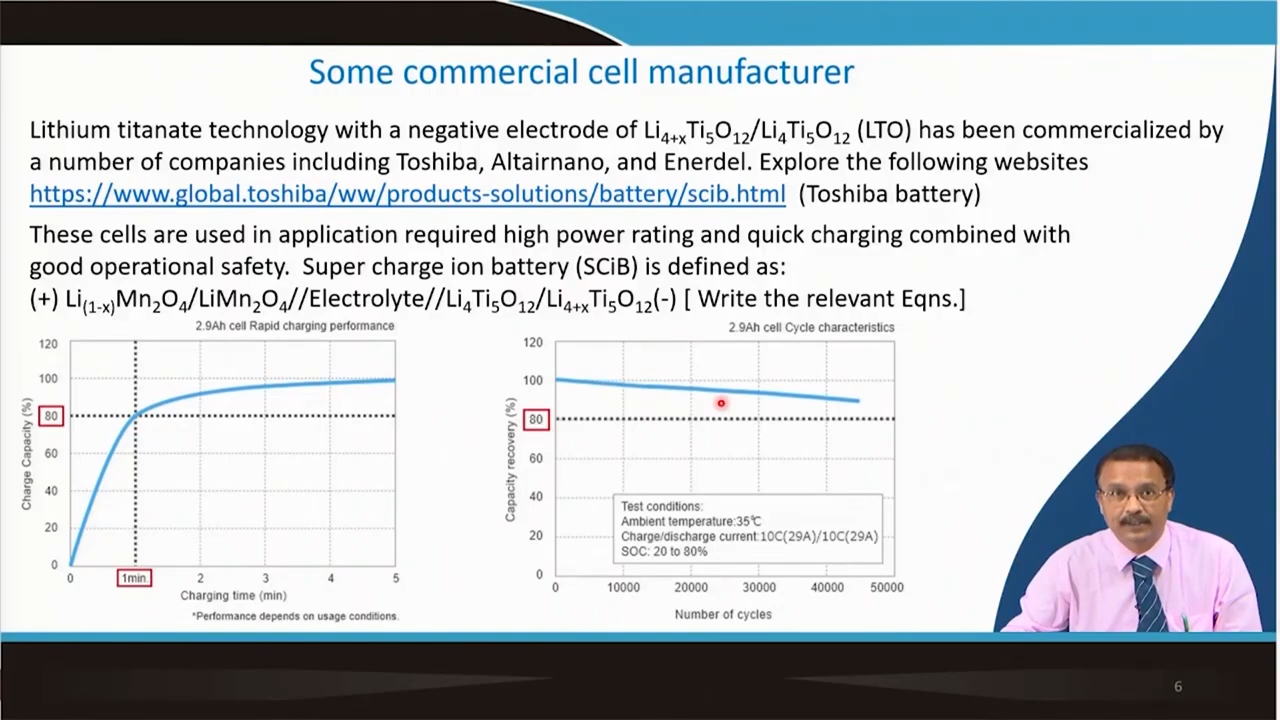 Some commercial cell manufacturer
Lithium titanate technology with a negative electrode of Li₄₊ₓTi₅O₁₂/Li₄Ti₅O₁₂ (LTO) has been commercialized by
a number of companies including Toshiba, Altairnano, and Enerdel. Explore the following websites
https://www.global.toshiba/ww/products-solutions/battery/scib.html (Toshiba battery)
These cells are used in application required high power rating and quick charging combined with
good operational safety. Super charge ion battery (SCiB) is defined as:
(+) Li₍₁₋ₓ₎Mn₂O₄/LiMn₂O₄//Electrolyte//Li₄Ti₅O₁₂/Li₄₊ₓTi₅O₁₂(-) [ Write the relevant Eqns.]
2.9Ah cell Rapid charging performance
120
100
80
60
40
20
0
Charge Capacity (%)
0 1min. 2 3 4 5
Charging time (min)
*Performance depends on usage conditions.
2.9Ah cell Cycle characteristics
120
100
80
60
40
20
0
Capacity recovery (%)
Test conditions:
Ambient temperature:35℃
Charge/discharge current:10C(29A)/10C(29A)
SOC: 20 to 80%
0 10000 20000 30000 40000 50000
Number of cycles
6